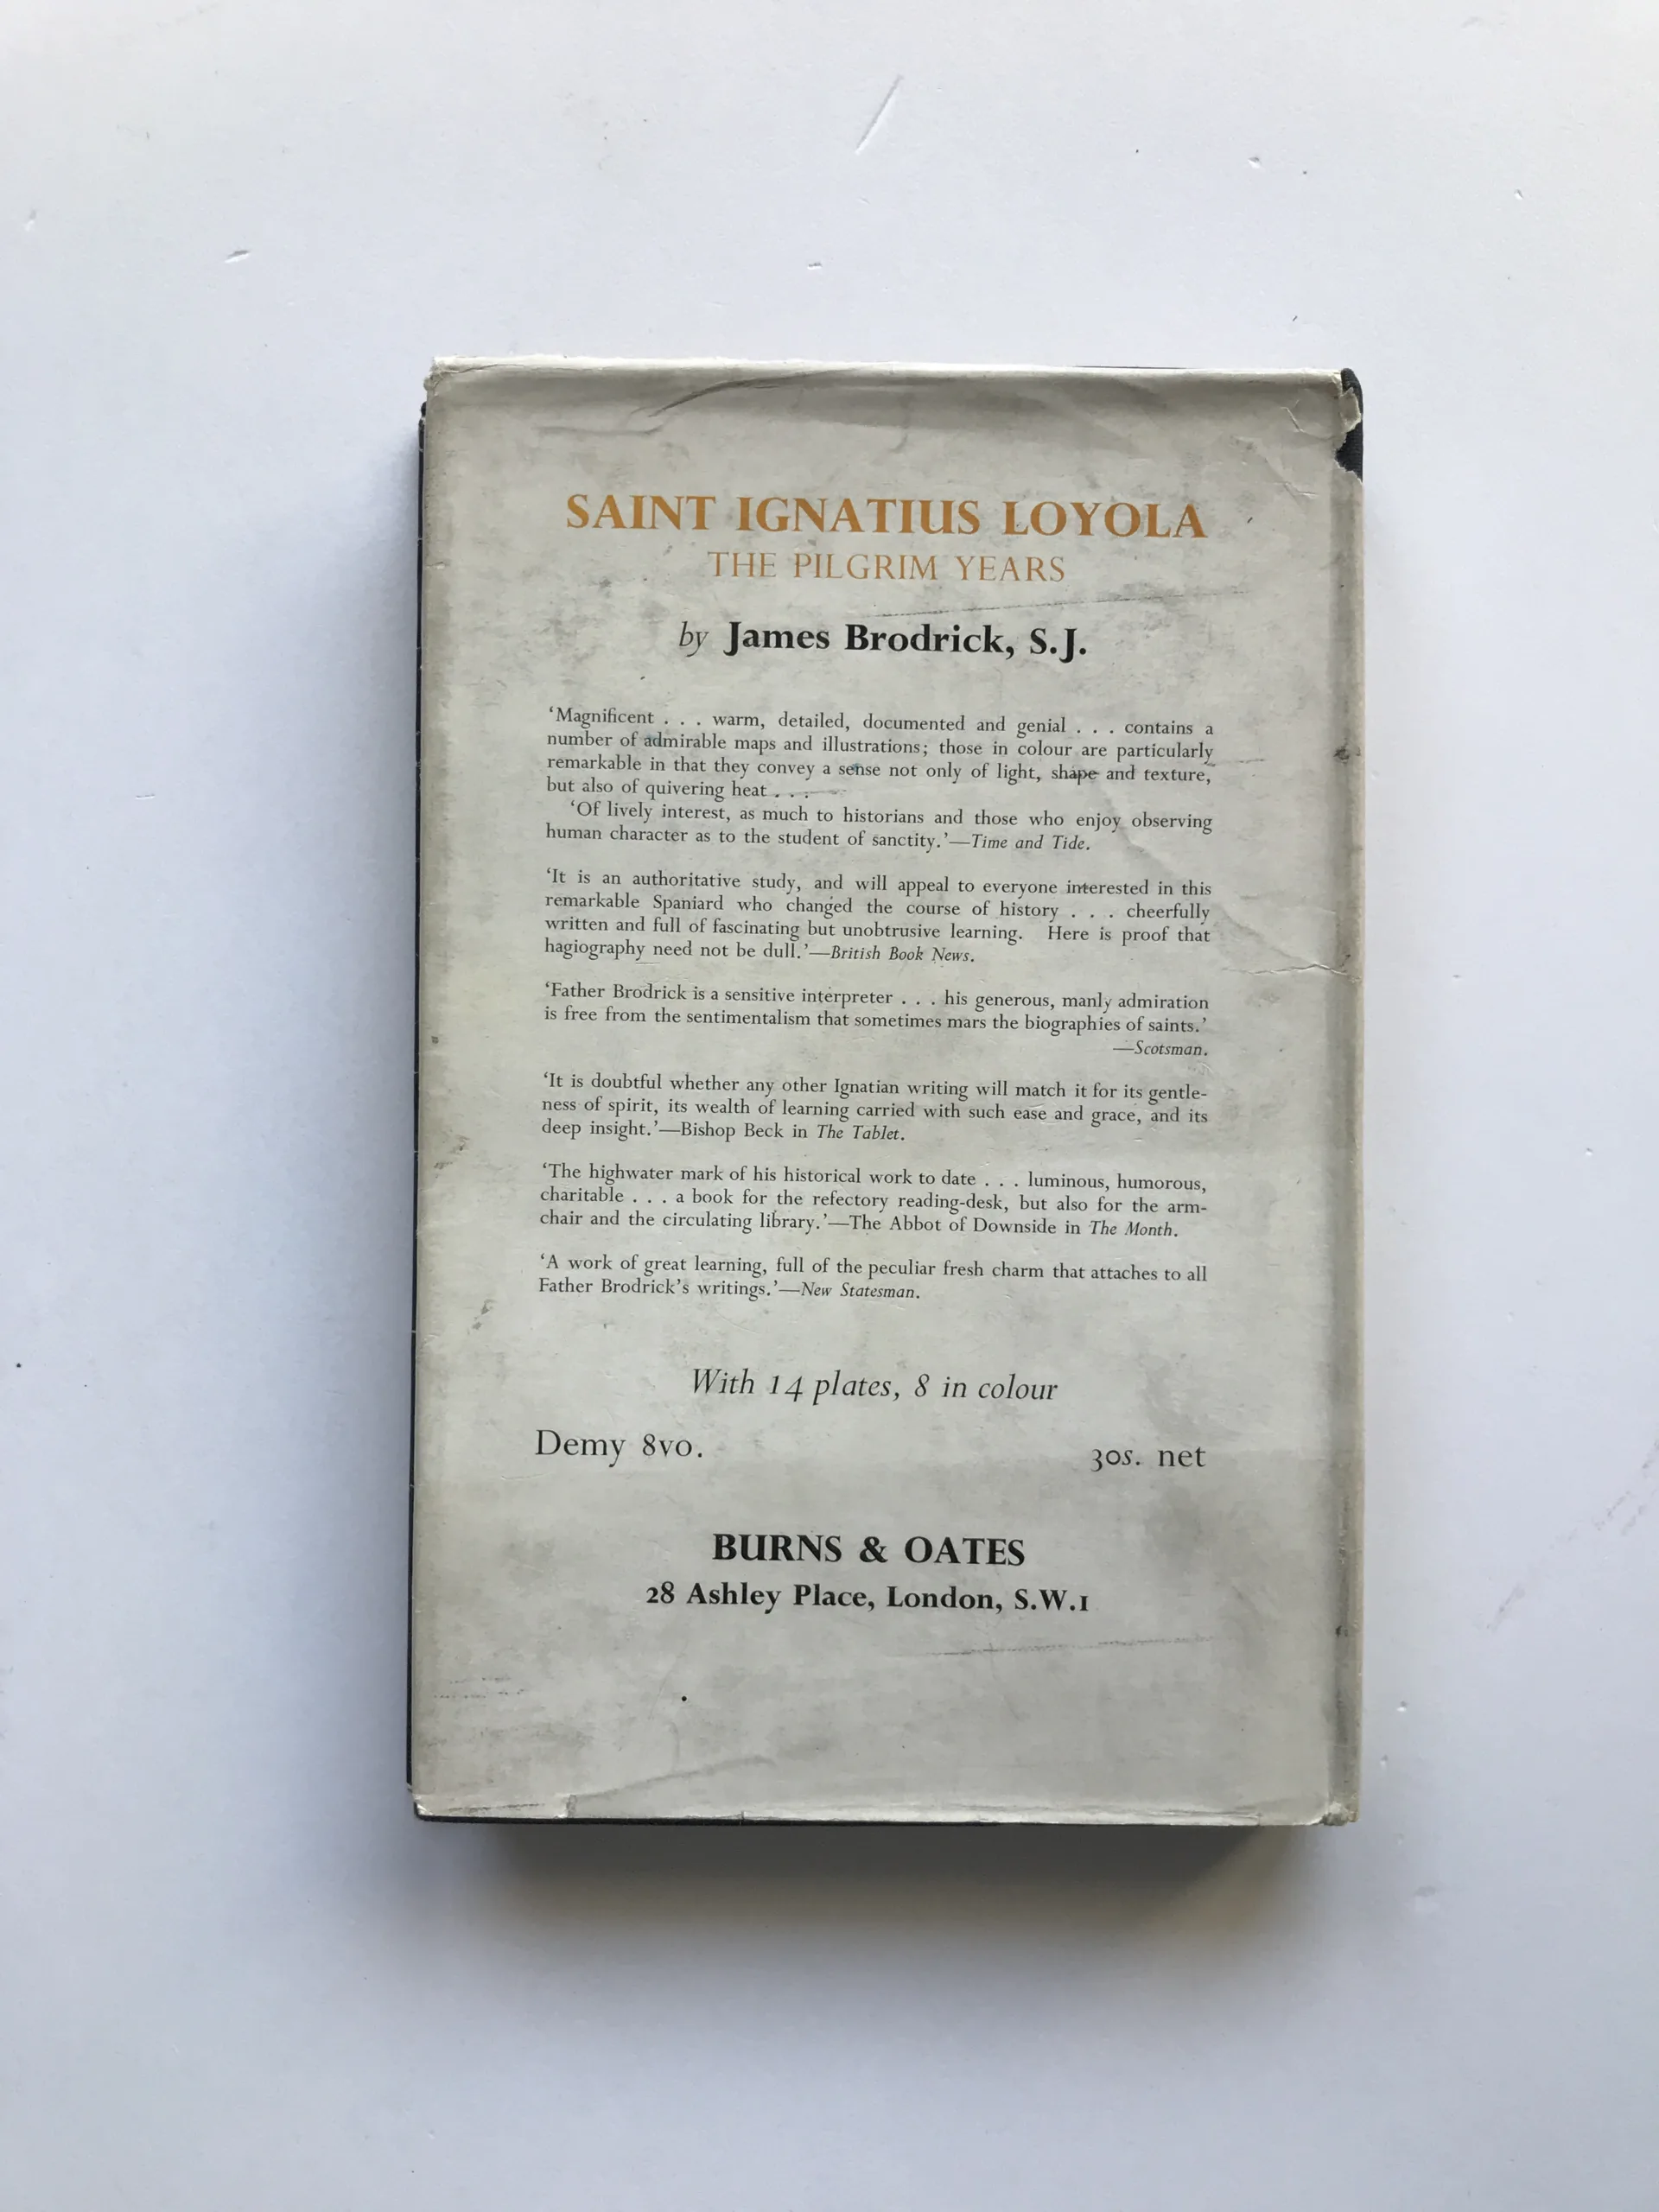 SAINT IGNATIUS LOYOLA
THE PILGRIM YEARS
by James Brodrick, S.J.
‘Magnificent . . . warm, detailed, documented and genial . . . contains a
number of admirable maps and illustrations; those in colour are particularly
remarkable in that they convey a sense not only of light, shape and texture,
but also of quivering heat . . .
‘Of lively interest, as much to historians and those who enjoy observing
human character as to the student of sanctity.’—Time and Tide.
‘It is an authoritative study, and will appeal to everyone interested in this
remarkable Spaniard who changed the course of history . . . cheerfully
written and full of fascinating but unobtrusive learning. Here is proof that
hagiography need not be dull.’—British Book News.
‘Father Brodrick is a sensitive interpreter . . . his generous, manly admiration
is free from the sentimentalism that sometimes mars the biographies of saints.’
—Scotsman.
‘It is doubtful whether any other Ignatian writing will match it for its gentle-
ness of spirit, its wealth of learning carried with such ease and grace, and its
deep insight.’—Bishop Beck in The Tablet.
‘The highwater mark of his historical work to date . . . luminous, humorous,
charitable . . . a book for the refectory reading-desk, but also for the arm-
chair and the circulating library.’—The Abbot of Downside in The Month.
‘A work of great learning, full of the peculiar fresh charm that attaches to all
Father Brodrick’s writings.’—New Statesman.
With 14 plates, 8 in colour
Demy 8vo. 30s. net
BURNS & OATES
28 Ashley Place, London, S.W.1